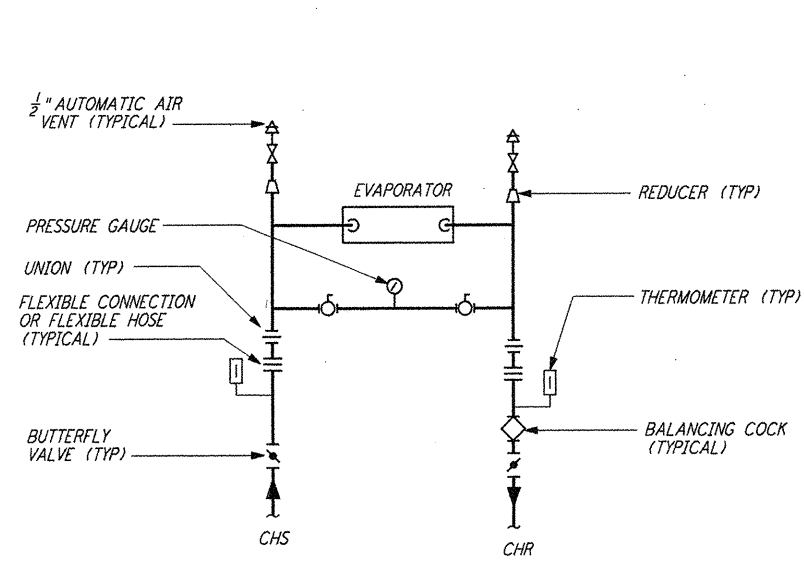 ½" AUTOMATIC AIR
VENT (TYPICAL)
EVAPORATOR
REDUCER (TYP)
PRESSURE GAUGE
UNION (TYP)
FLEXIBLE CONNECTION
OR FLEXIBLE HOSE
(TYPICAL)
THERMOMETER (TYP)
BUTTERFLY
VALVE (TYP)
BALANCING COCK
(TYPICAL)
CHS
CHR